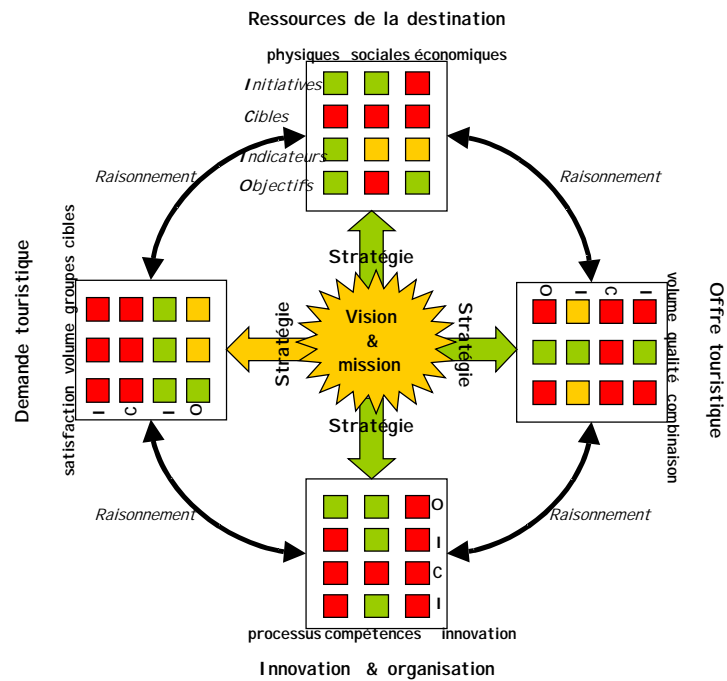 Ressources de la destination
physiques sociales économiques
Initiatives
Cibles
Indicateurs
Objectifs
Raisonnement
Raisonnement
Stratégie
Demande touristique
satisfaction volume groupes cibles
I C I O
Stratégie
Vision
&
mission
Stratégie
O I C I
volume qualité combinaison
Offre touristique
Stratégie
Raisonnement
Raisonnement
O
I
C
I
processus compétences innovation
Innovation & organisation